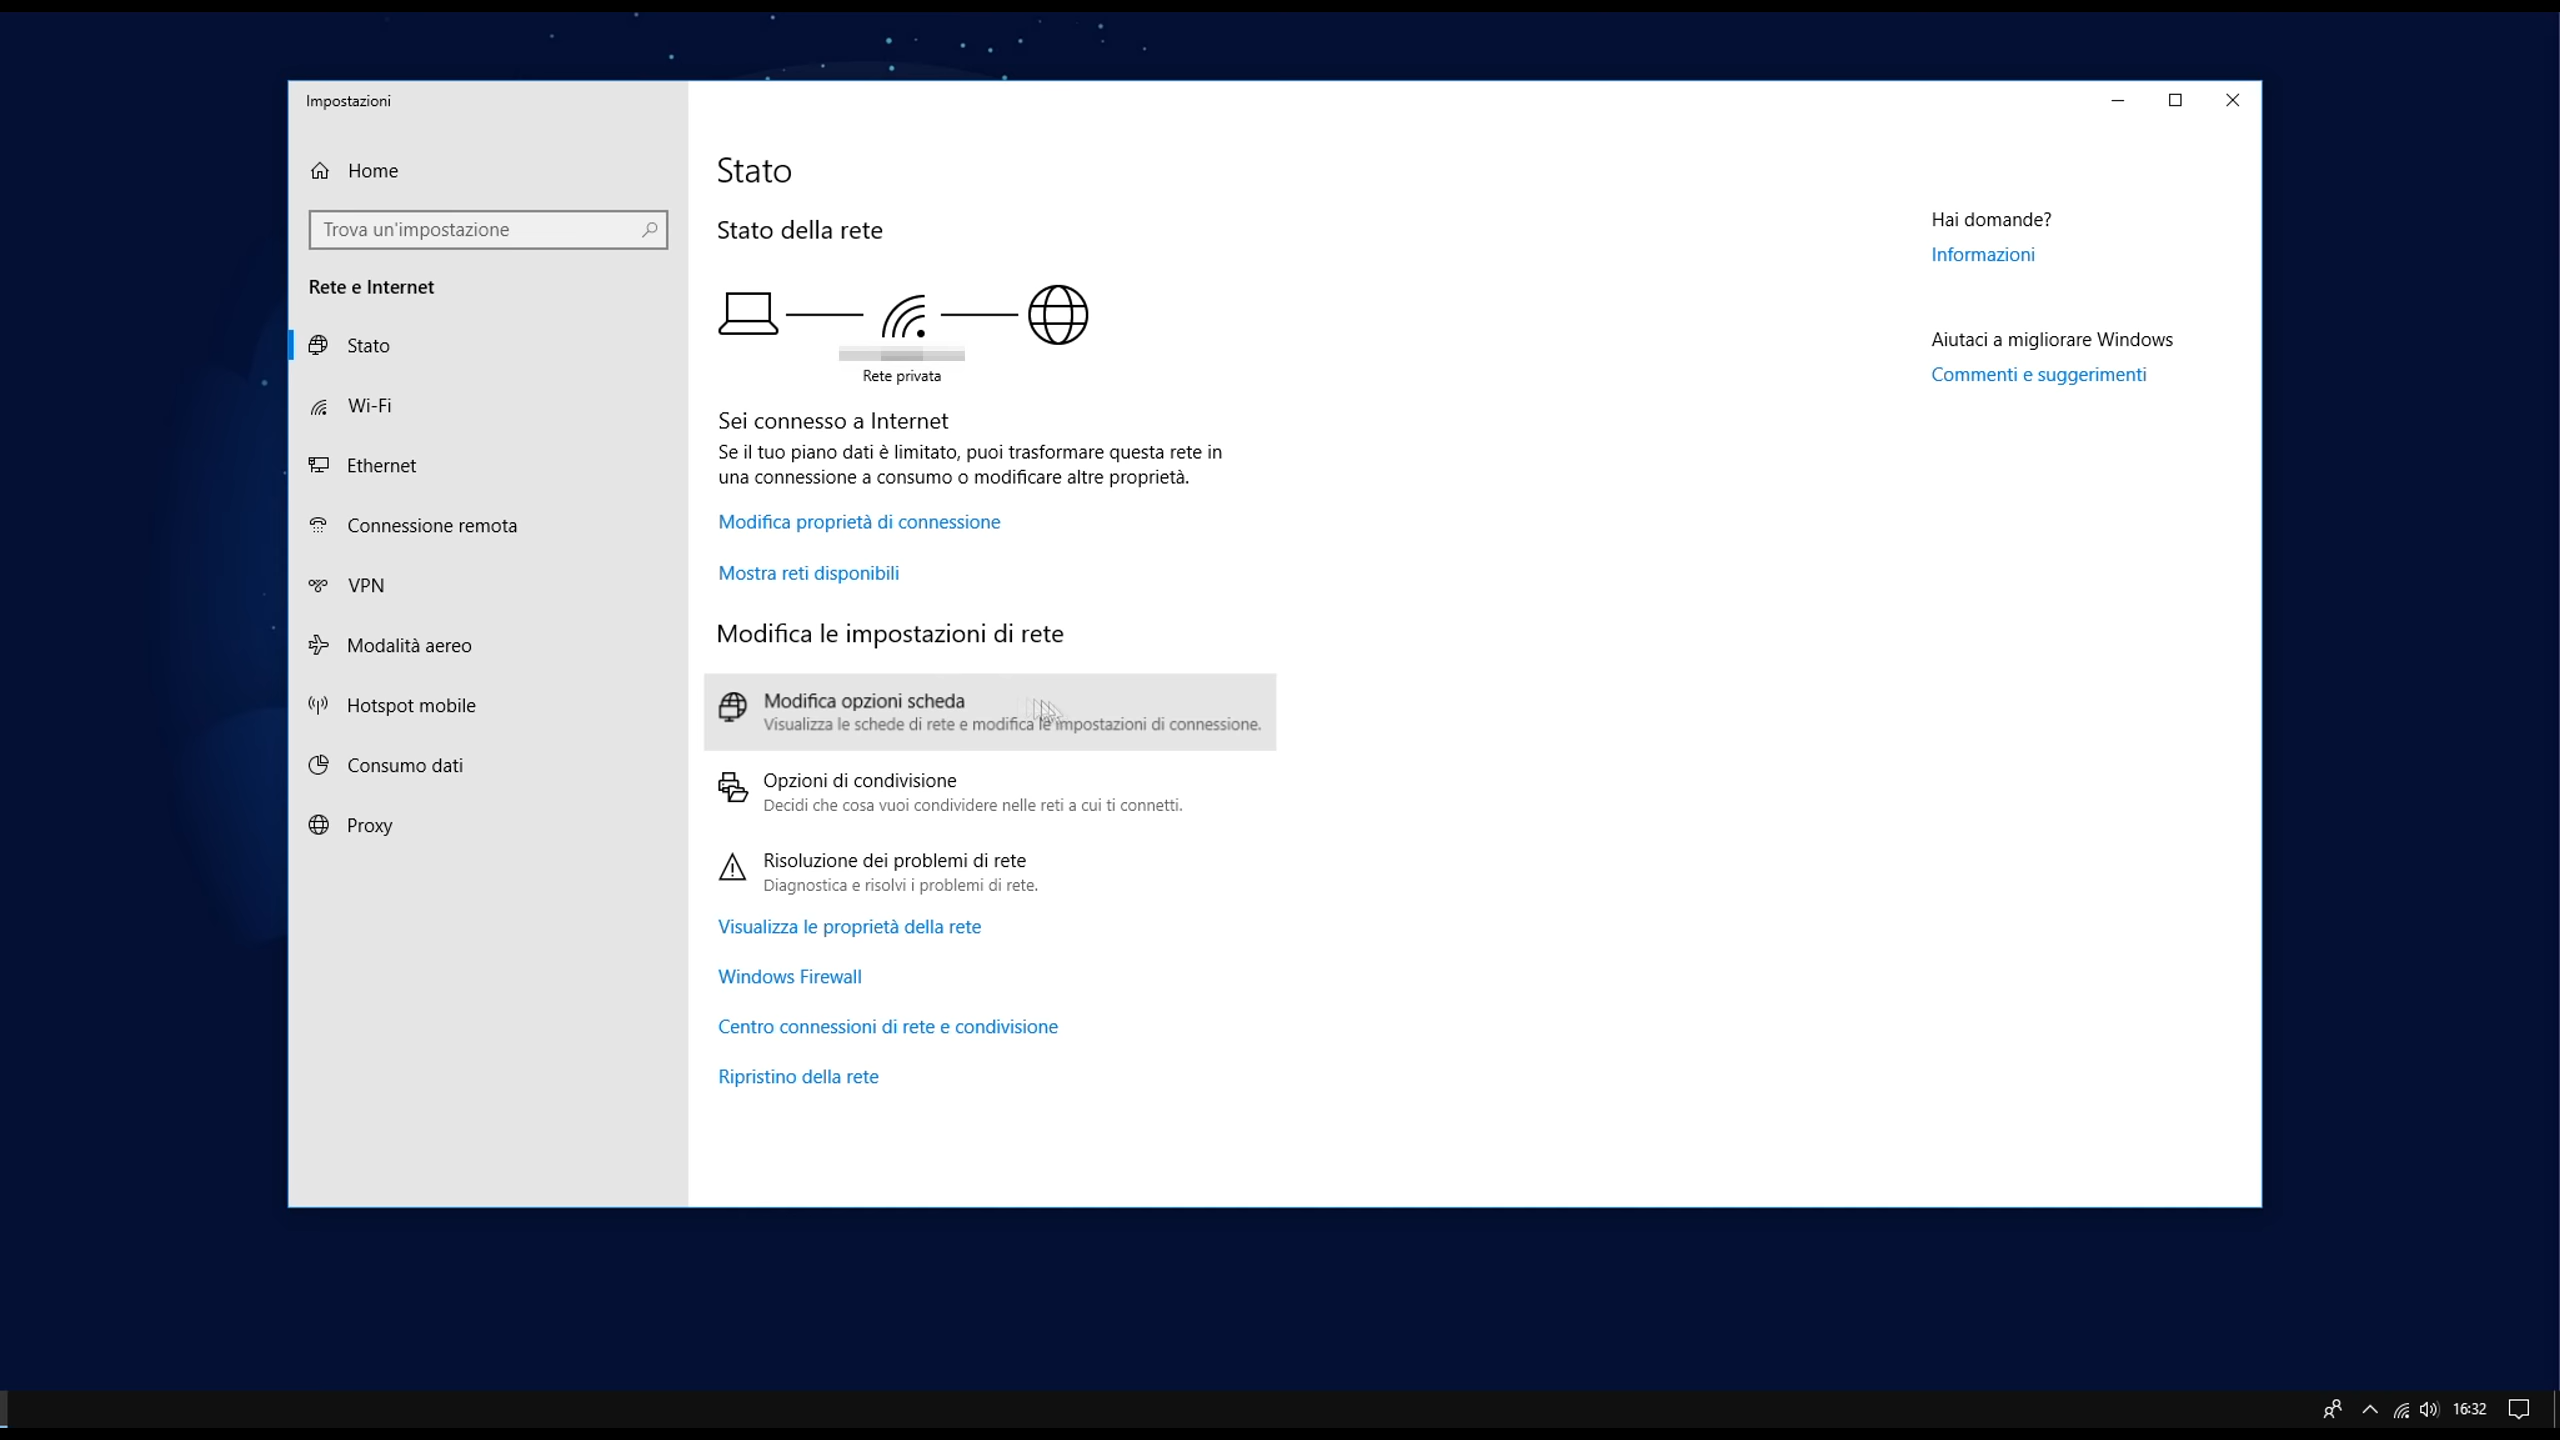 Impostazioni
Home
Trova un'impostazione
Rete e Internet
Stato
Wi-Fi
Ethernet
Connessione remota
VPN
Modalità aereo
Hotspot mobile
Consumo dati
Proxy
Stato
Stato della rete
Rete privata
Sei connesso a Internet
Se il tuo piano dati è limitato, puoi trasformare questa rete in
una connessione a consumo o modificare altre proprietà.
Modifica proprietà di connessione
Mostra reti disponibili
Modifica le impostazioni di rete
Modifica opzioni scheda
Visualizza le schede di rete e modifica le impostazioni di connessione.
Opzioni di condivisione
Decidi che cosa vuoi condividere nelle reti a cui ti connetti.
Risoluzione dei problemi di rete
Diagnostica e risolvi i problemi di rete.
Visualizza le proprietà della rete
Windows Firewall
Centro connessioni di rete e condivisione
Ripristino della rete
Hai domande?
Informazioni
Aiutaci a migliorare Windows
Commenti e suggerimenti
16:32